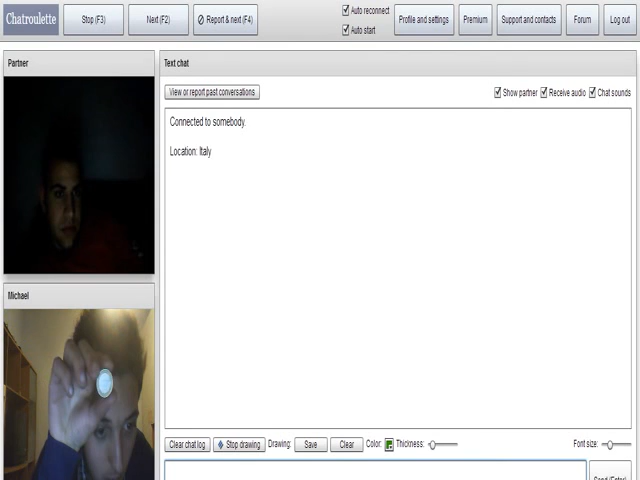 Chatroulette
Stop (F3)
Next (F2)
Report & next (F4)
Auto reconnect
Auto start
Profile and settings
Premium
Support and contacts
Forum
Log out
Partner
Text chat
View or report past conversations
Show partner
Receive audio
Chat sounds
Connected to somebody.
Location: Italy
Michael
Clear chat log
Stop drawing
Drawing:
Save
Clear
Color:
Thickness:
Font size:
Send (Enter)